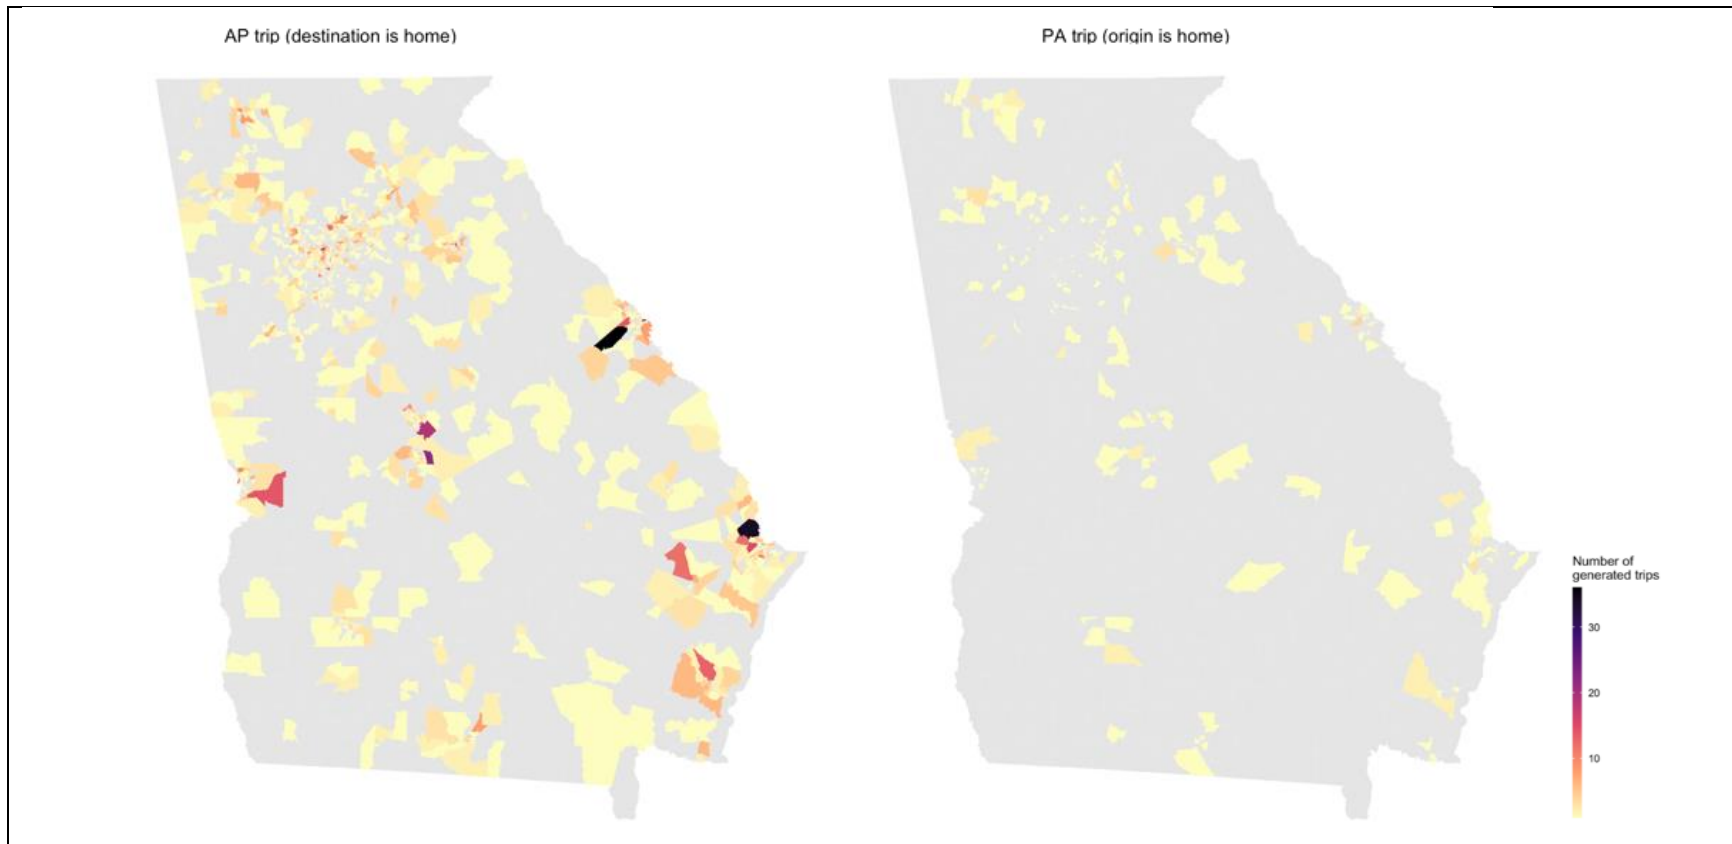 AP trip (destination is home)
PA trip (origin is home)
Number of
generated trips
30
20
10